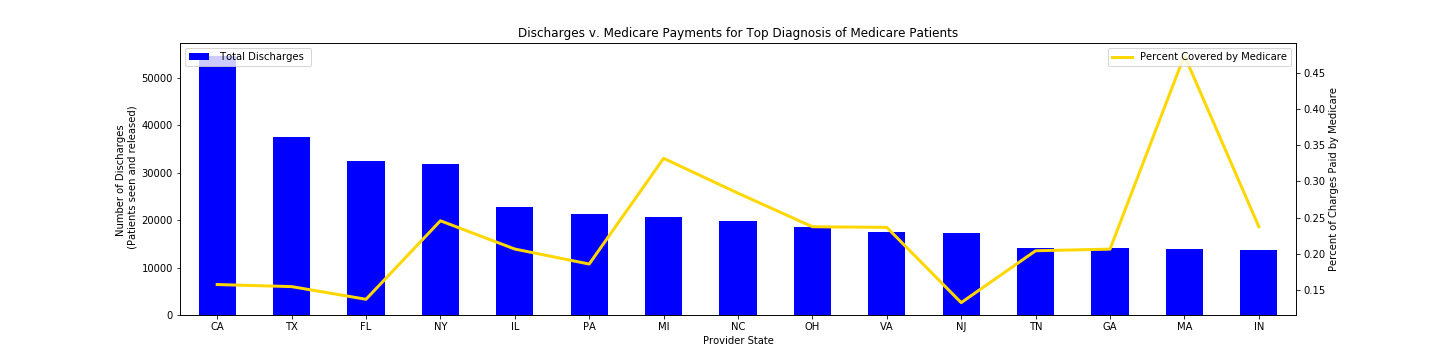 Discharges v. Medicare Payments for Top Diagnosis of Medicare Patients
Total Discharges
Percent Covered by Medicare
Number of Discharges
(Patients seen and released)
50000
40000
30000
20000
10000
0
0.45
0.40
0.35
0.30
0.25
0.20
0.15
Percent of Charges Paid by Medicare
CA TX FL NY IL PA MI NC OH VA NJ TN GA MA IN
Provider State